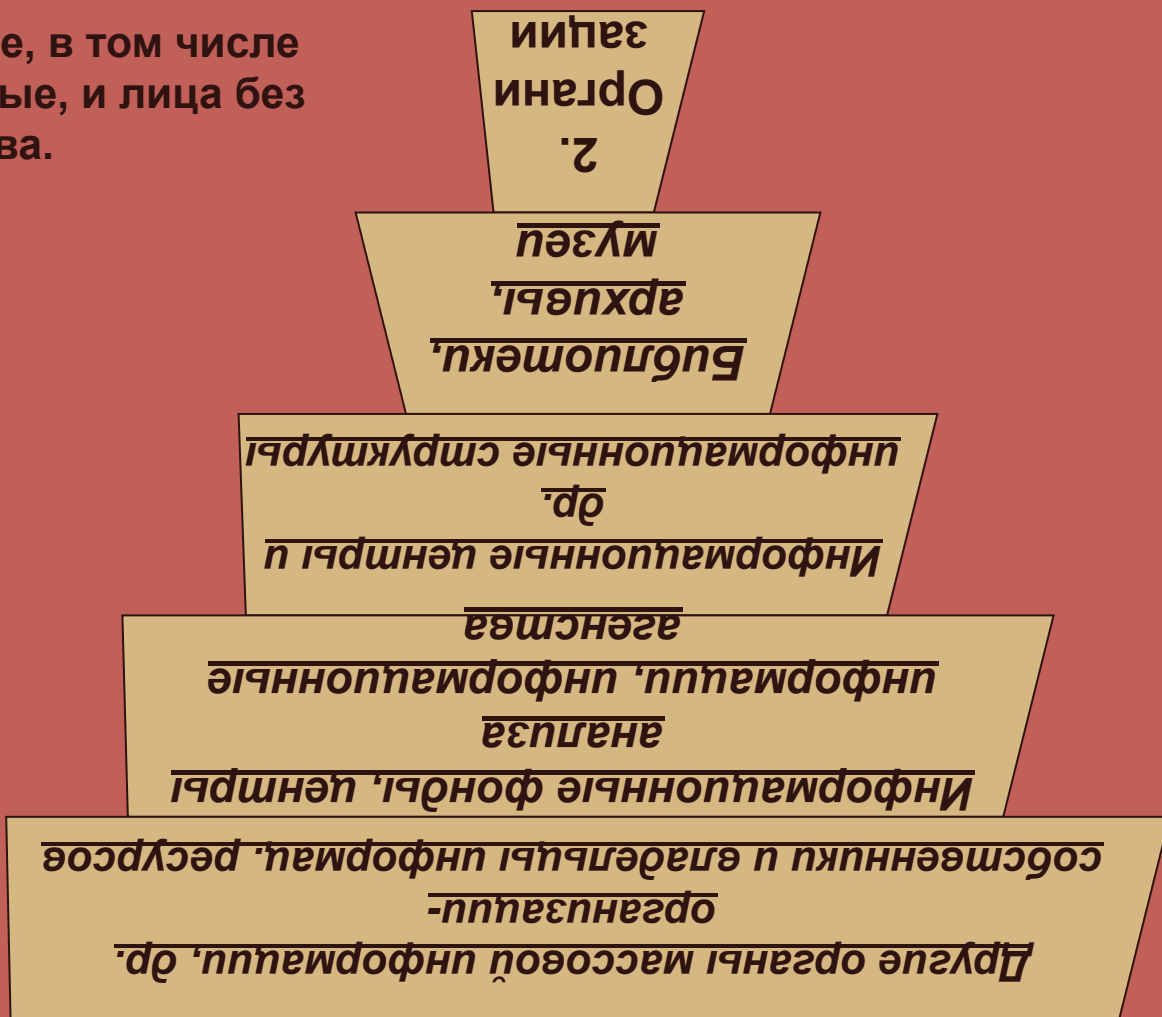 е, в том числе
ые, и лица без
ва.
2.
Органи
зации
Библиотеки,
архивы,
музеи
Информационные центры и
др.
информационные структуры
Информационные фонды, центры
анализа
информации, информационные
агенства
Другие органы массовой информации, др.
организации-
собственники и владельцы информац. ресурсов